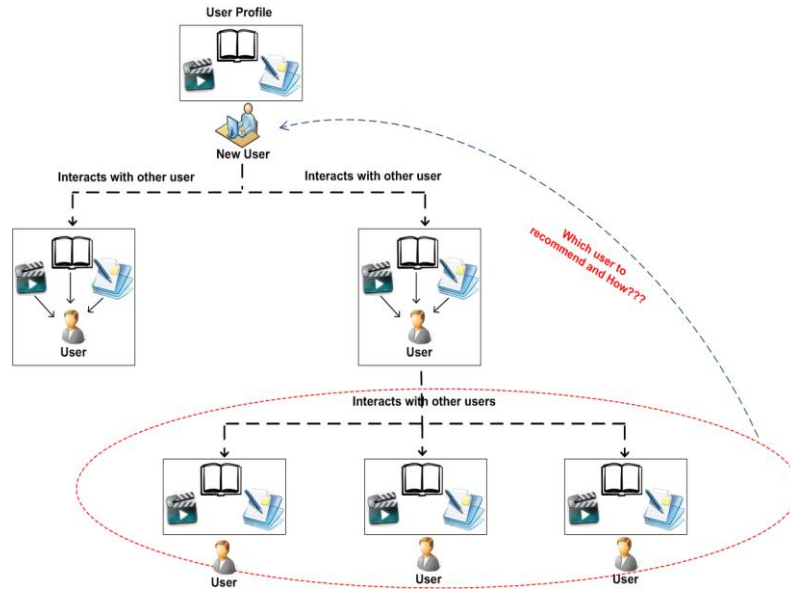 User Profile
New User
Interacts with other user
Interacts with other user
User
User
Which user to
recommend and How???
Interacts with other users
User
User
User